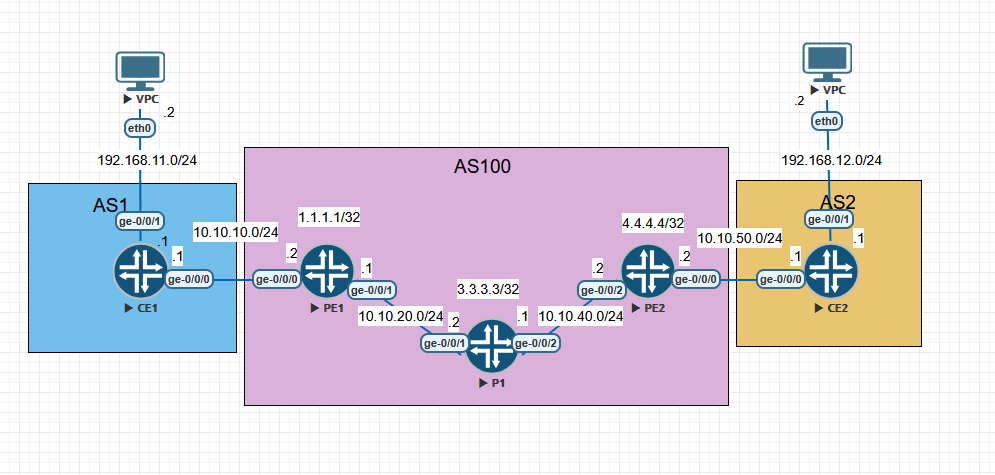 VPC
.2
eth0
192.168.11.0/24
VPC
.2
eth0
192.168.12.0/24
AS1
ge-0/0/1
.1
.1
ge-0/0/0
CE1
10.10.10.0/24
AS100
1.1.1.1/32
.2
ge-0/0/0
.1
ge-0/0/1
PE1
10.10.20.0/24
3.3.3.3/32
.2
ge-0/0/1
.1
ge-0/0/2
P1
10.10.40.0/24
4.4.4.4/32
.2
ge-0/0/2
.2
ge-0/0/0
PE2
10.10.50.0/24
AS2
ge-0/0/1
.1
.1
ge-0/0/0
CE2